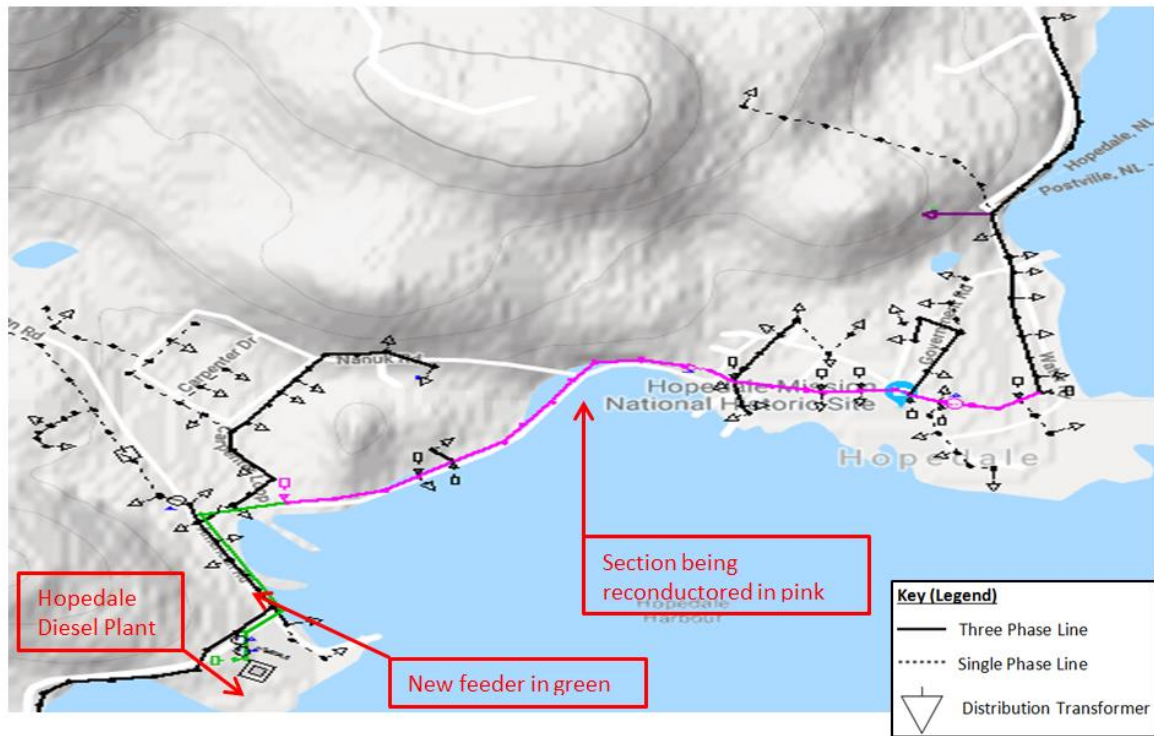 Hopedale, NL
Postville, NL -
Government Rd
n Rd
Carpenter Dr
Nanuk Rd
Loop
Hopedale Mission
National Historic Site
Hopedale
Section being
reconductored in pink
Hopedale
Harbour
Hopedale
Diesel Plant
New feeder in green
Key (Legend)
Three Phase Line
Single Phase Line
Distribution Transformer